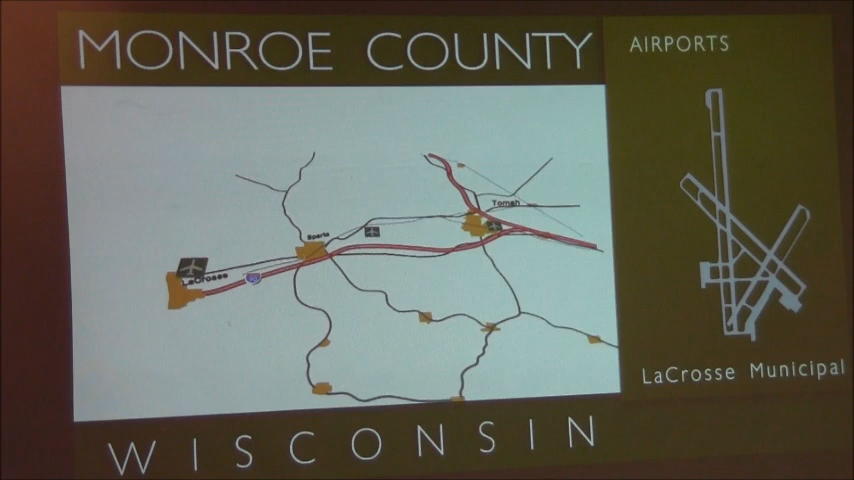 MONROE COUNTY
AIRPORTS
Tomah
Sparta
LaCrosse
LaCrosse Municipal
WISCONSIN